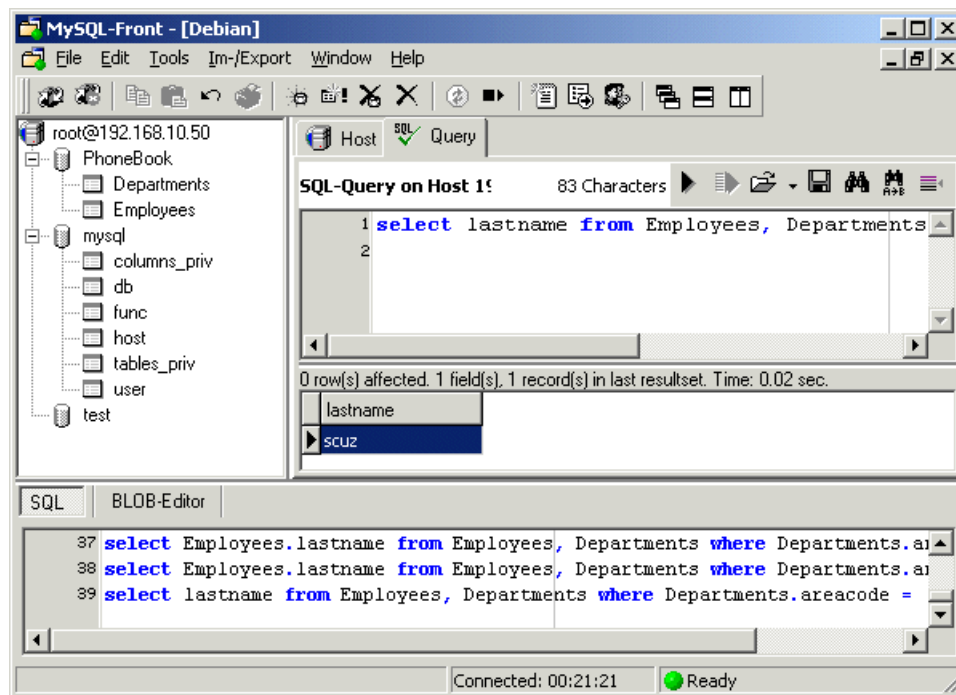 MySQL-Front - [Debian]
File Edit Tools Im-/Export Window Help
root@192.168.10.50
PhoneBook
Departments
Employees
mysql
columns_priv
db
func
host
tables_priv
user
test
Host SQL Query
SQL-Query on Host 19 83 Characters
1 select lastname from Employees, Departments
2
0 row(s) affected. 1 field(s), 1 record(s) in last resultset. Time: 0.02 sec.
lastname
scuz
SQL BLOB-Editor
37 select Employees.lastname from Employees, Departments where Departments.ar
38 select Employees.lastname from Employees, Departments where Departments.ar
39 select lastname from Employees, Departments where Departments.areacode =
Connected: 00:21:21 Ready